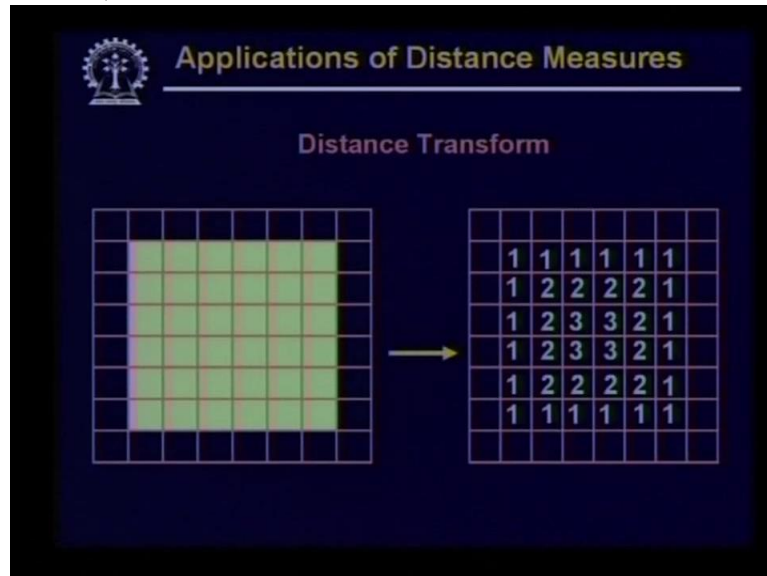 Applications of Distance Measures
Distance Transform
1 1 1 1 1 1
1 2 2 2 2 1
1 2 3 3 2 1
1 2 3 3 2 1
1 2 2 2 2 1
1 1 1 1 1 1